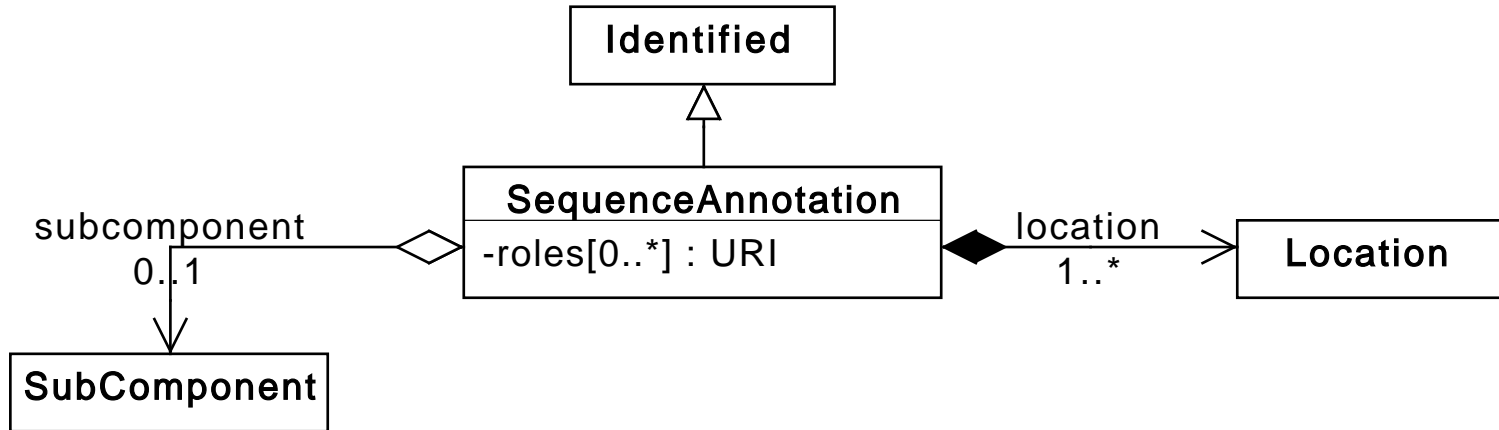 Identified
SequenceAnnotation
-roles[0..*] : URI
subcomponent
0..1
location
1..*
Location
SubComponent